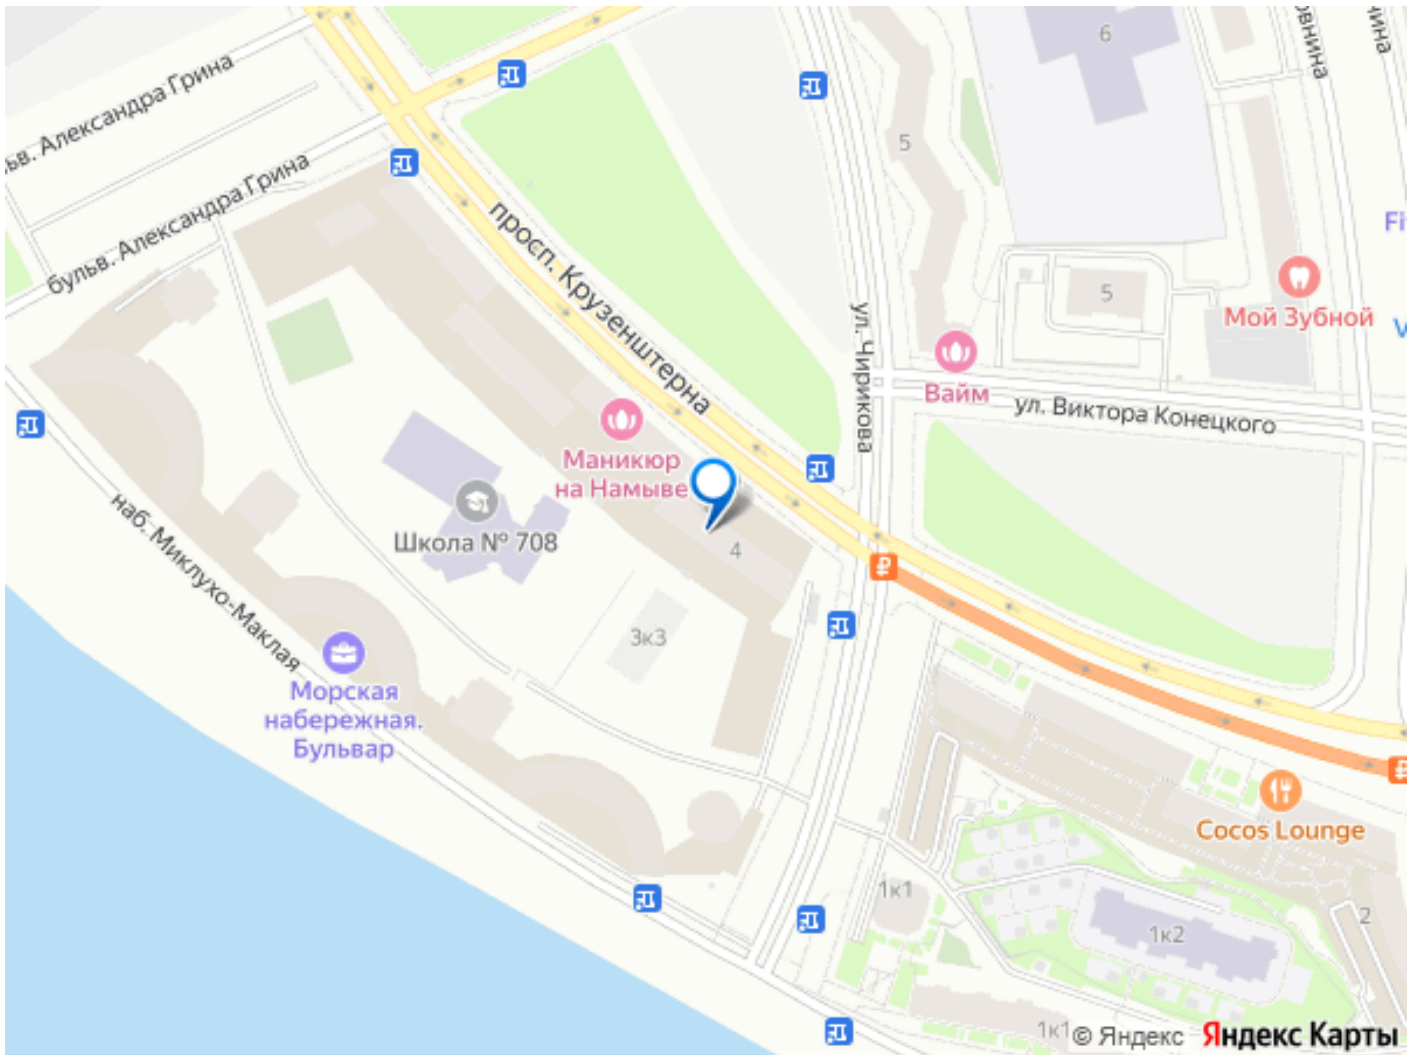 6
бульв. Александра Грина
5
бульв. Александра Грина
просп. Крузенштерна
5
Мой Зубной
ул. Чирикова
Вайм
ул. Виктора Конецкого
Маникюр
на Намыве
Школа № 708
4
наб. Миклухо-Маклая
3к3
Морская
набережная.
Бульвар
Cocos Lounge
1к1
2
1к2
1к1
© Яндекс Яндекс Карты